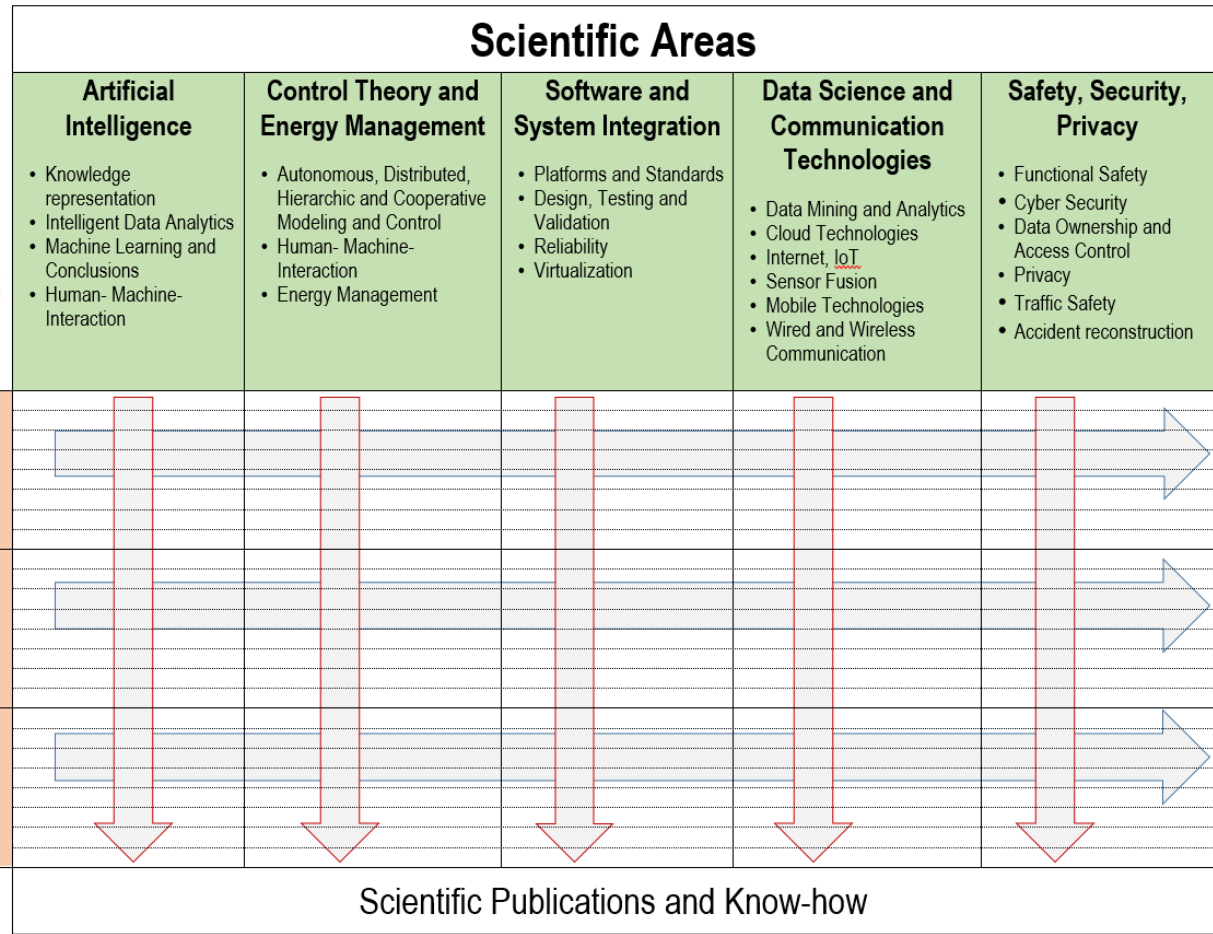 Scientific Areas
Artificial
Intelligence
• Knowledge
representation
• Intelligent Data Analytics
• Machine Learning and
Conclusions
• Human- Machine-
Interaction
Control Theory and
Energy Management
• Autonomous, Distributed,
Hierarchic and Cooperative
Modeling and Control
• Human- Machine-
Interaction
• Energy Management
Software and
System Integration
• Platforms and Standards
• Design, Testing and
Validation
• Reliability
• Virtualization
Data Science and
Communication
Technologies
• Data Mining and Analytics
• Cloud Technologies
• Internet, IoT
• Sensor Fusion
• Mobile Technologies
• Wired and Wireless
Communication
Safety, Security,
Privacy
• Functional Safety
• Cyber Security
• Data Ownership and
Access Control
• Privacy
• Traffic Safety
• Accident reconstruction
Scientific Publications and Know-how